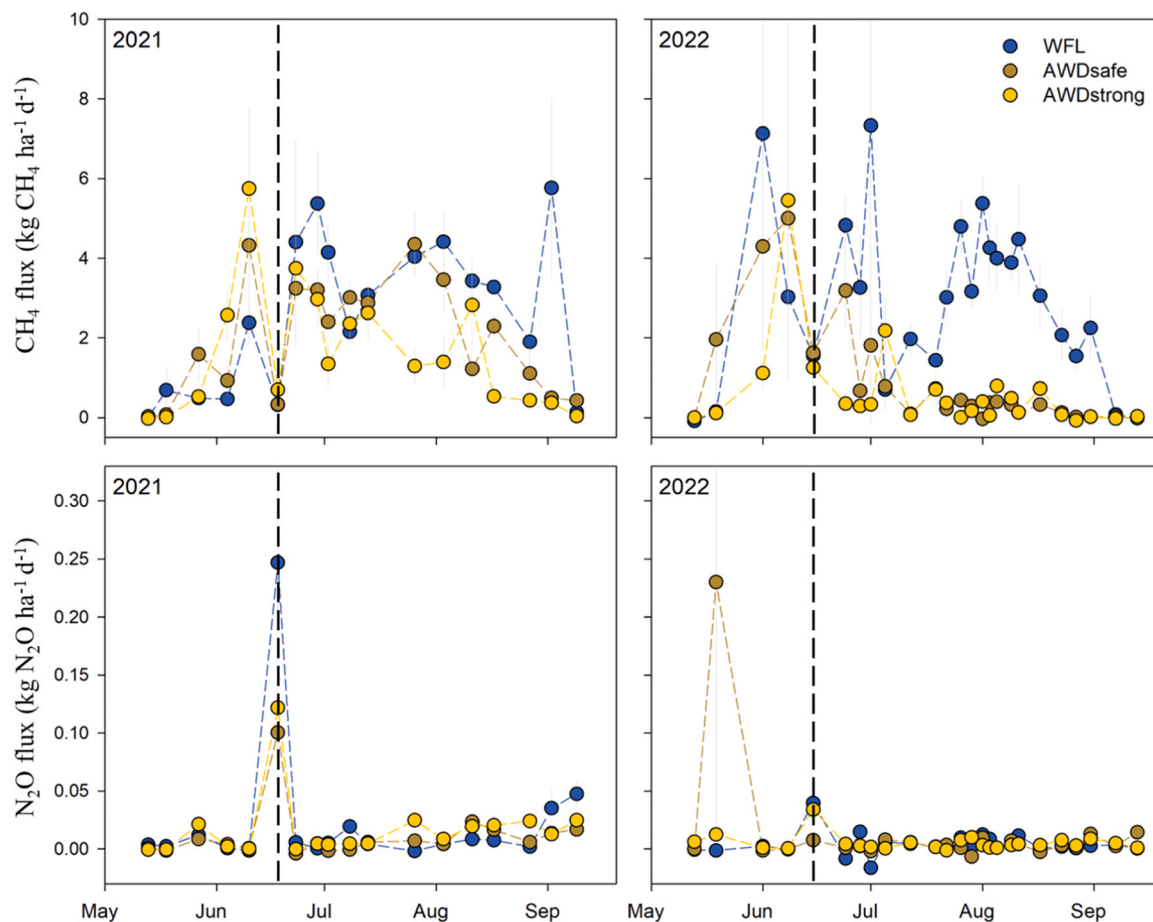 CH₄ flux (kg CH₄ ha⁻¹ d⁻¹)
10
8
6
4
2
0
2021
2022
WFL
AWDsafe
AWDstrong
N₂O flux (kg N₂O ha⁻¹ d⁻¹)
0.30
0.25
0.20
0.15
0.10
0.05
0.00
2021
2022
May Jun Jul Aug Sep
May Jun Jul Aug Sep